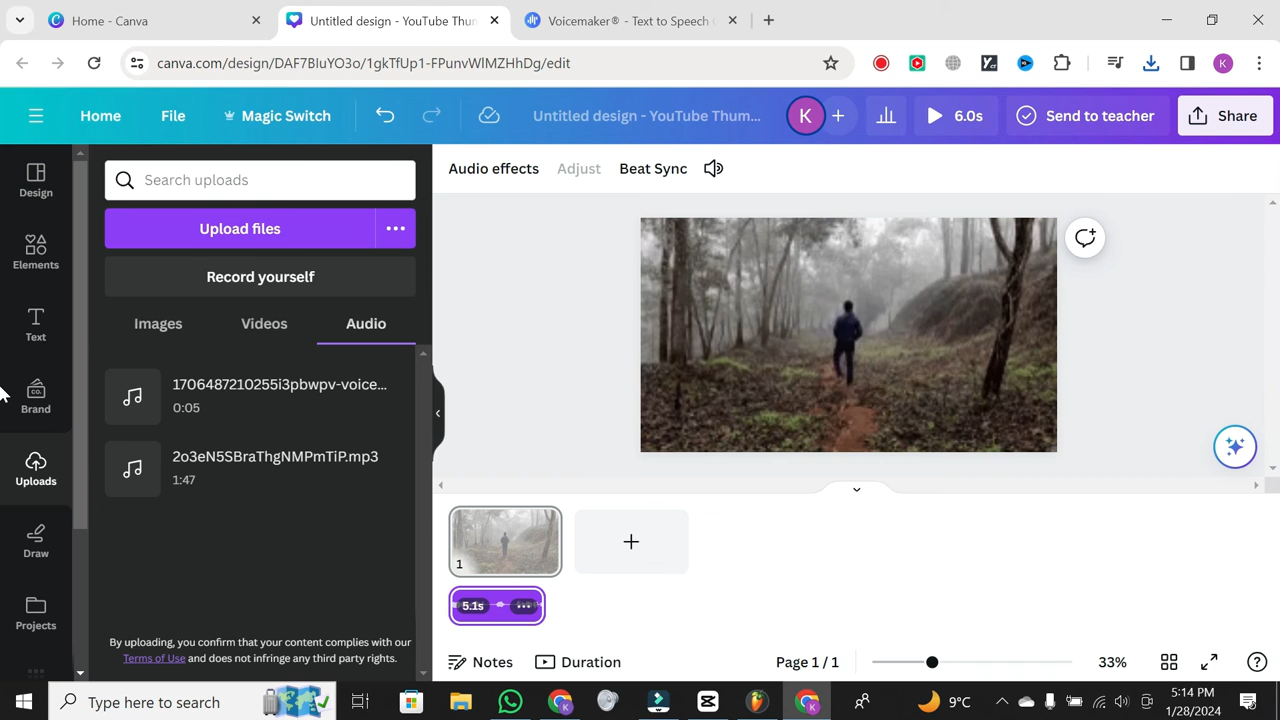 Home - Canva
Untitled design - YouTube Thum
Voicemaker® - Text to Speech
canva.com/design/DAF7BIuYO3o/1gkTfUp1-FPunvWlMZHhDg/edit
K
Home
File
Magic Switch
Untitled design - YouTube Thum...
K
6.0s
Send to teacher
Share
Design
Elements
Text
CO.
Brand
Uploads
Draw
Projects
Search uploads
Upload files
Record yourself
Images
Videos
Audio
1706487210255i3pbwpv-voice...
0:05
2o3eN5SBraThgNMPmTiP.mp3
1:47
By uploading, you confirm that your content complies with our
Terms of Use and does not infringe any third party rights.
Audio effects
Adjust
Beat Sync
1
5.1s
Notes
Duration
Page 1 / 1
33%
Type here to search
9°C
5:14 PM
1/28/2024